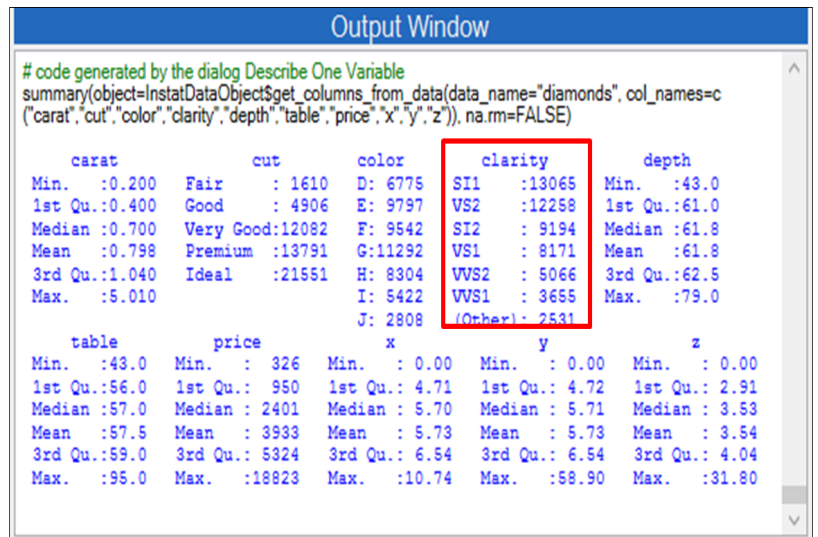 Output Window
# code generated by the dialog Describe One Variable
summary(object=InstatDataObject$get_columns_from_data(data_name="diamonds", col_names=c
("carat","cut","color","clarity","depth","table","price","x","y","z")), na.rm=FALSE)
carat cut color clarity depth
Min. :0.200 Fair : 1610 D: 6775 SI1 :13065 Min. :43.0
1st Qu.:0.400 Good : 4906 E: 9797 VS2 :12258 1st Qu.:61.0
Median :0.700 Very Good:12082 F: 9542 SI2 : 9194 Median :61.8
Mean :0.798 Premium :13791 G:11292 VS1 : 8171 Mean :61.8
3rd Qu.:1.040 Ideal :21551 H: 8304 VVS2 : 5066 3rd Qu.:62.5
Max. :5.010 I: 5422 VVS1 : 3655 Max. :79.0
J: 2808 (Other): 2531
table price x y z
Min. :43.0 Min. : 326 Min. : 0.00 Min. : 0.00 Min. : 0.00
1st Qu.:56.0 1st Qu.: 950 1st Qu.: 4.71 1st Qu.: 4.72 1st Qu.: 2.91
Median :57.0 Median : 2401 Median : 5.70 Median : 5.71 Median : 3.53
Mean :57.5 Mean : 3933 Mean : 5.73 Mean : 5.73 Mean : 3.54
3rd Qu.:59.0 3rd Qu.: 5324 3rd Qu.: 6.54 3rd Qu.: 6.54 3rd Qu.: 4.04
Max. :95.0 Max. :18823 Max. :10.74 Max. :58.90 Max. :31.80